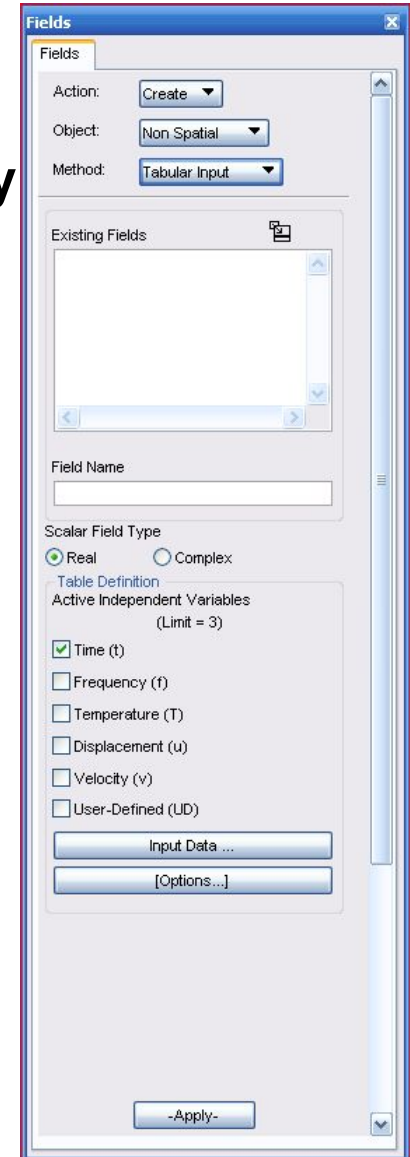 Fields
Fields
Action: Create
Object: Non Spatial
Method: Tabular Input
y
Existing Fields
Field Name
Scalar Field Type
Real Complex
Table Definition
Active Independent Variables
(Limit = 3)
Time (t)
Frequency (f)
Temperature (T)
Displacement (u)
Velocity (v)
User-Defined (UD)
Input Data ...
[Options...]
-Apply-